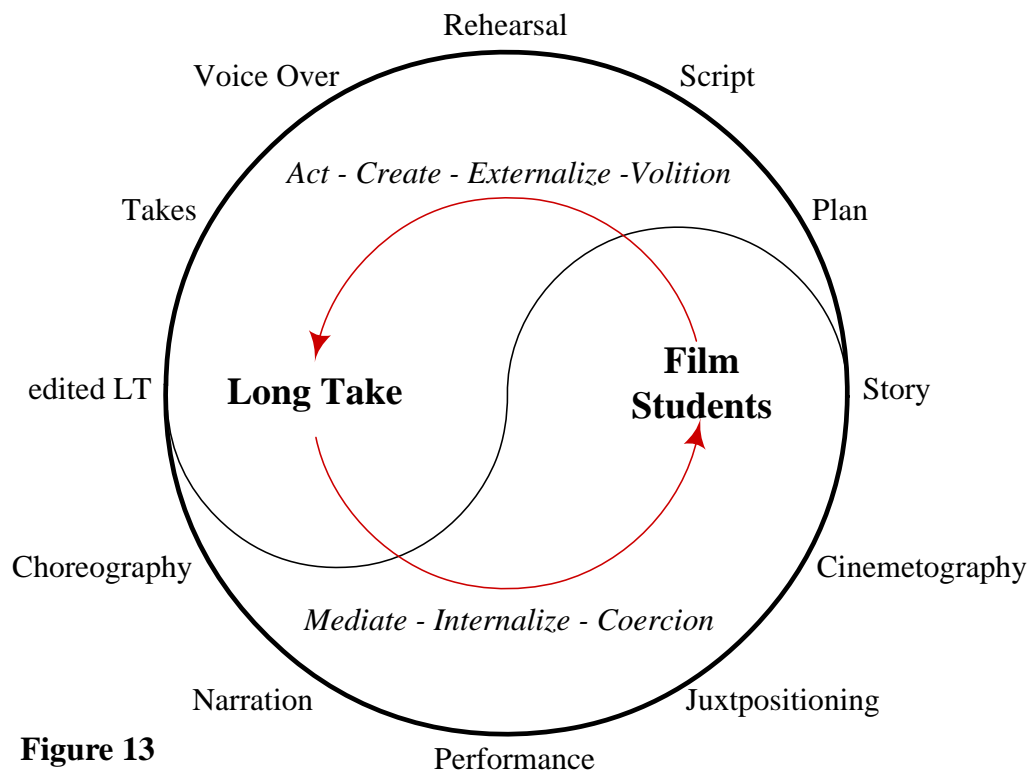 Rehearsal
Voice Over
Script
Act - Create - Externalize -Volition
Takes
Plan
Film
Students
Long Take
edited LT
Story
Choreography
Cinemetography
Mediate - Internalize - Coercion
Narration
Juxtpositioning
Figure 13
Performance